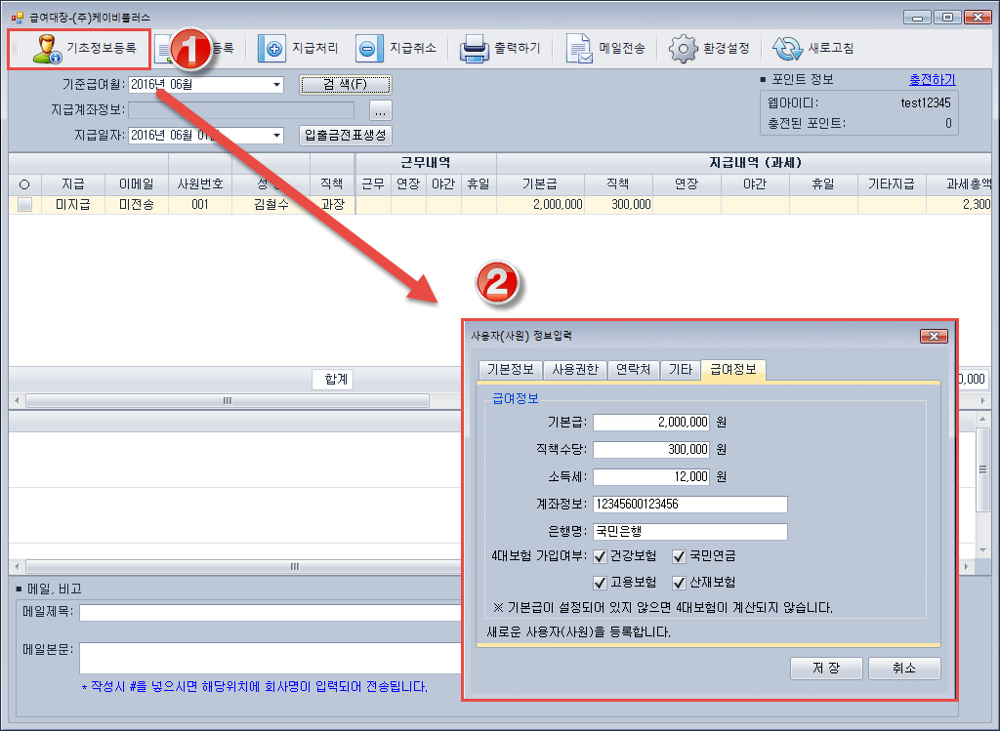 급여대장-(주)케이비플러스
기초정보등록 1 등록 지급처리 지급취소 출력하기 메일전송 환경설정 새로고침
기준급여월: 2016년 06월 검 색(F)
지급계좌정보: ...
지급일자: 2016년 06월 01일 입출금전표생성
■ 포인트 정보 충전하기
웹아이디: test12345
충전된 포인트: 0
근무내역 지급내역 (과세)
지급 이메일 사원번호 성 직책 근무 연장 야간 휴일 기본급 직책 연장 야간 휴일 기타지급 과세총액
미지급 미전송 001 김철수 과장 2,000,000 300,000 2,300
2
합계 0,000
사용자(사원) 정보입력
기본정보 사용권한 연락처 기타 급여정보
급여정보
기본급: 2,000,000 원
직책수당: 300,000 원
소득세: 12,000 원
계좌정보: 12345600123456
은행명: 국민은행
4대보험 가입여부: 건강보험 국민연금
고용보험 산재보험
※ 기본급이 설정되어 있지 않으면 4대보험이 계산되지 않습니다.
새로운 사용자(사원)을 등록합니다.
저 장 취소
■ 메일, 비고
메일제목:
메일본문:
* 작성시 #을 넣으시면 해당위치에 회사명이 입력되어 전송됩니다.